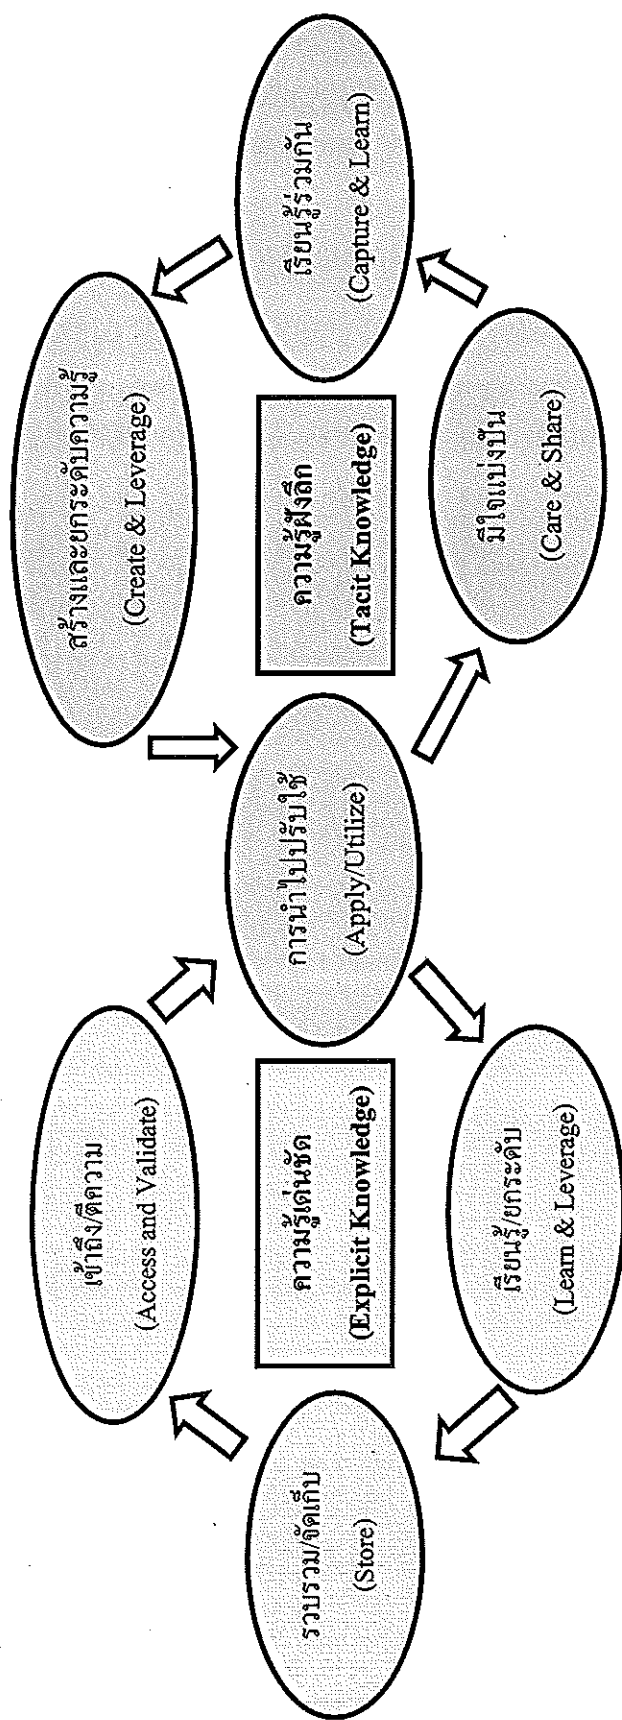 เข้าถึง/ตีความ
(Access and Validate)
สร้างและยกระดับความรู้
(Create & Leverage)
รวบรวม/จัดเก็บ
(Store)
ความรู้เด่นชัด
(Explicit Knowledge)
การนำไปปรับใช้
(Apply/Utilize)
ความรู้ฝังลึก
(Tacit Knowledge)
เรียนรู้ร่วมกัน
(Capture & Learn)
เรียนรู้/ยกระดับ
(Learn & Leverage)
มีใจแบ่งปัน
(Care & Share)